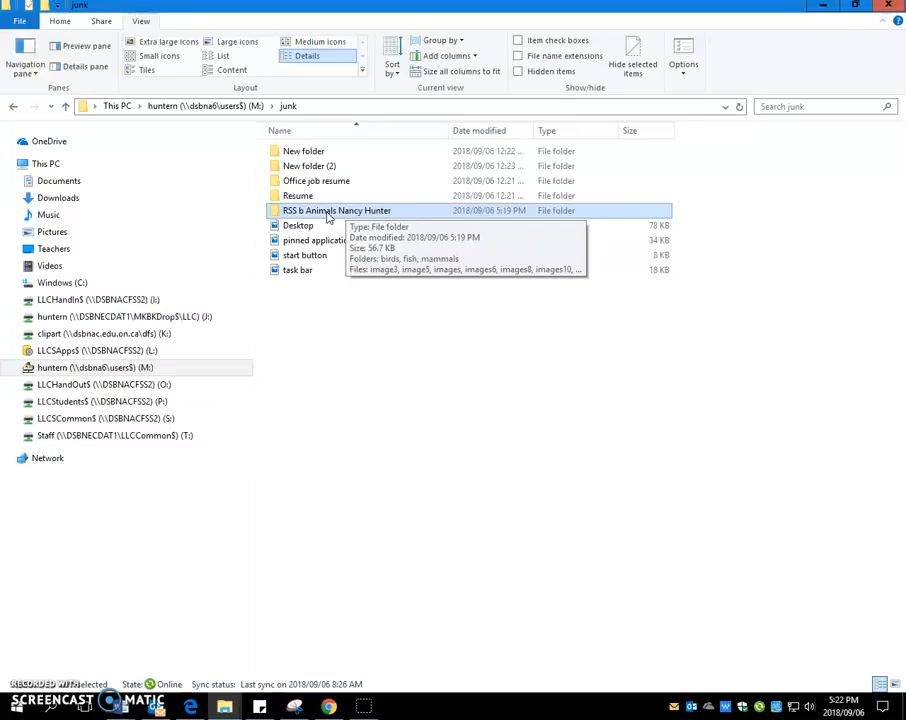 junk
File
Home
Share
View
Navigation pane
Preview pane
Details pane
Panes
Extra large icons
Large icons
Medium icons
Small icons
List
Details
Tiles
Content
Layout
Sort by
Group by
Add columns
Size all columns to fit
Current view
Item check boxes
File name extensions
Hidden items
Hide selected items
Show/hide
Options
This PC > huntern (\\dsbna6\users$) (M:) > junk
Search junk
Name Date modified Type Size
OneDrive
This PC
Documents
Downloads
Music
Pictures
Teachers
Videos
Windows (C:)
LLCHandIn$ (\\DSBNACFSS2) (I:)
huntern (\\DSBNECDAT1\MKBKDrop$\LLC) (J:)
clipart (\\dsbnac.edu.on.ca\dfs) (K:)
LLCSApps$ (\\DSBNACFSS2) (L:)
huntern (\\dsbna6\users$) (M:)
LLCHandOut$ (\\DSBNACFSS2) (O:)
LLCStudents$ (\\DSBNACFSS2) (P:)
LLCSCommon$ (\\DSBNACFSS2) (S:)
Staff (\\DSBNECDAT1\LLCCommon$) (T:)
Network
New folder 2018/09/06 12:22 ... File folder
New folder (2) 2018/09/06 12:23 ... File folder
Office job resume 2018/09/06 12:21 ... File folder
Resume 2018/09/06 12:21 ... File folder
RSS b Animals Nancy Hunter 2018/09/06 5:19 PM File folder
Desktop 78 KB
pinned applicatio 34 KB
start button 8 KB
task bar 18 KB
Type: File folder
Date modified: 2018/09/06 5:19 PM
Size: 56.7 KB
Folders: birds, fish, mammals
Files: image3, image5, images, images6, images8, images10, ...
RECORDED WITH
selected State: Online Sync status: Last sync on 2018/09/06 8:26 AM
SCREENCAST MATIC
5:22 PM
2018/09/06